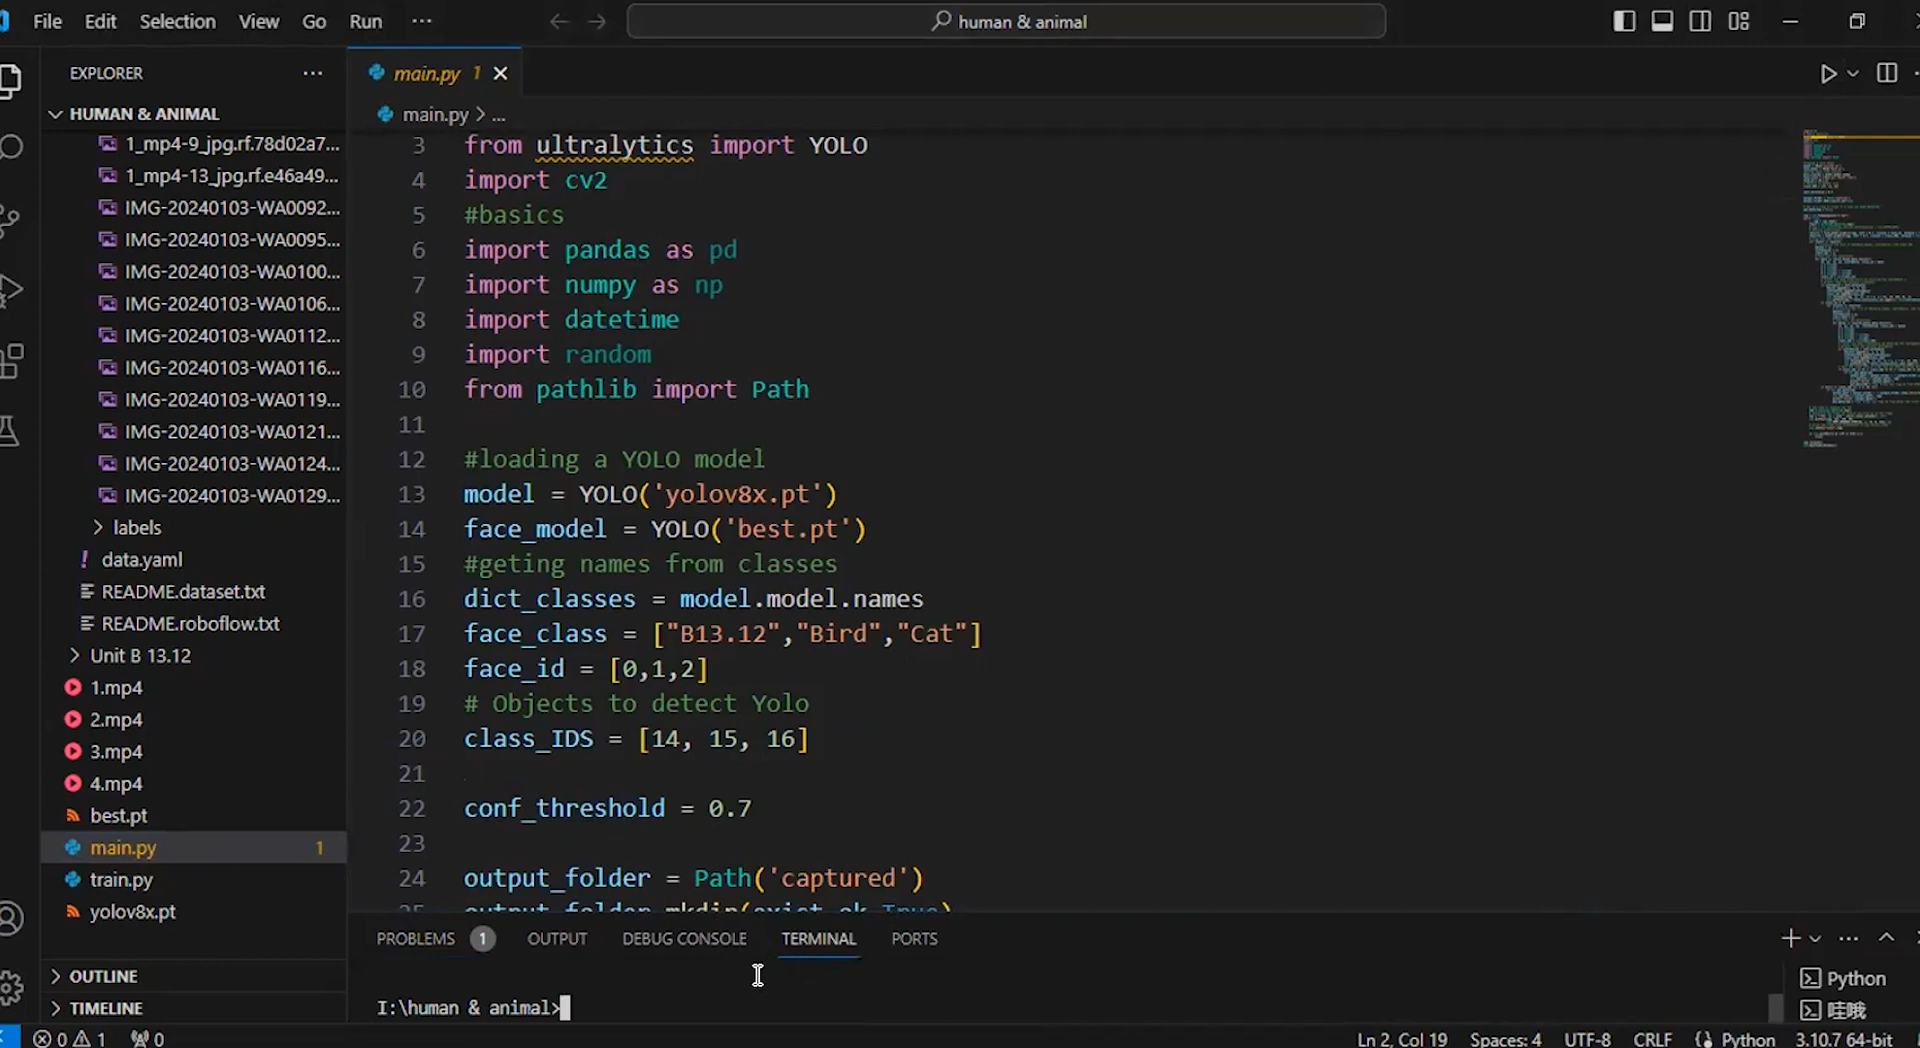 File Edit Selection View Go Run ···
human & animal
EXPLORER ···
main.py 1
HUMAN & ANIMAL
main.py > ...
1_mp4-9_jpg.rf.78d02a7...
1_mp4-13_jpg.rf.e46a49...
IMG-20240103-WA0092...
IMG-20240103-WA0095...
IMG-20240103-WA0100...
IMG-20240103-WA0106...
IMG-20240103-WA0112...
IMG-20240103-WA0116...
IMG-20240103-WA0119...
IMG-20240103-WA0121...
IMG-20240103-WA0124...
IMG-20240103-WA0129...
labels
data.yaml
README.dataset.txt
README.roboflow.txt
Unit B 13.12
1.mp4
2.mp4
3.mp4
4.mp4
best.pt
main.py 1
train.py
yolov8x.pt
OUTLINE
TIMELINE
3 from ultralytics import YOLO
4 import cv2
5 #basics
6 import pandas as pd
7 import numpy as np
8 import datetime
9 import random
10 from pathlib import Path
11
12 #loading a YOLO model
13 model = YOLO('yolov8x.pt')
14 face_model = YOLO('best.pt')
15 #geting names from classes
16 dict_classes = model.model.names
17 face_class = ["B13.12","Bird","Cat"]
18 face_id = [0,1,2]
19 # Objects to detect Yolo
20 class_IDS = [14, 15, 16]
21
22 conf_threshold = 0.7
23
24 output_folder = Path('captured')
25 output_folder.mkdir(exist_ok=True)
PROBLEMS 1 OUTPUT DEBUG CONSOLE TERMINAL PORTS
I:\human & animal>
Python
哇哦
0 1 0
Ln 2, Col 19 Spaces: 4 UTF-8 CRLF Python 3.10.7 64-bit